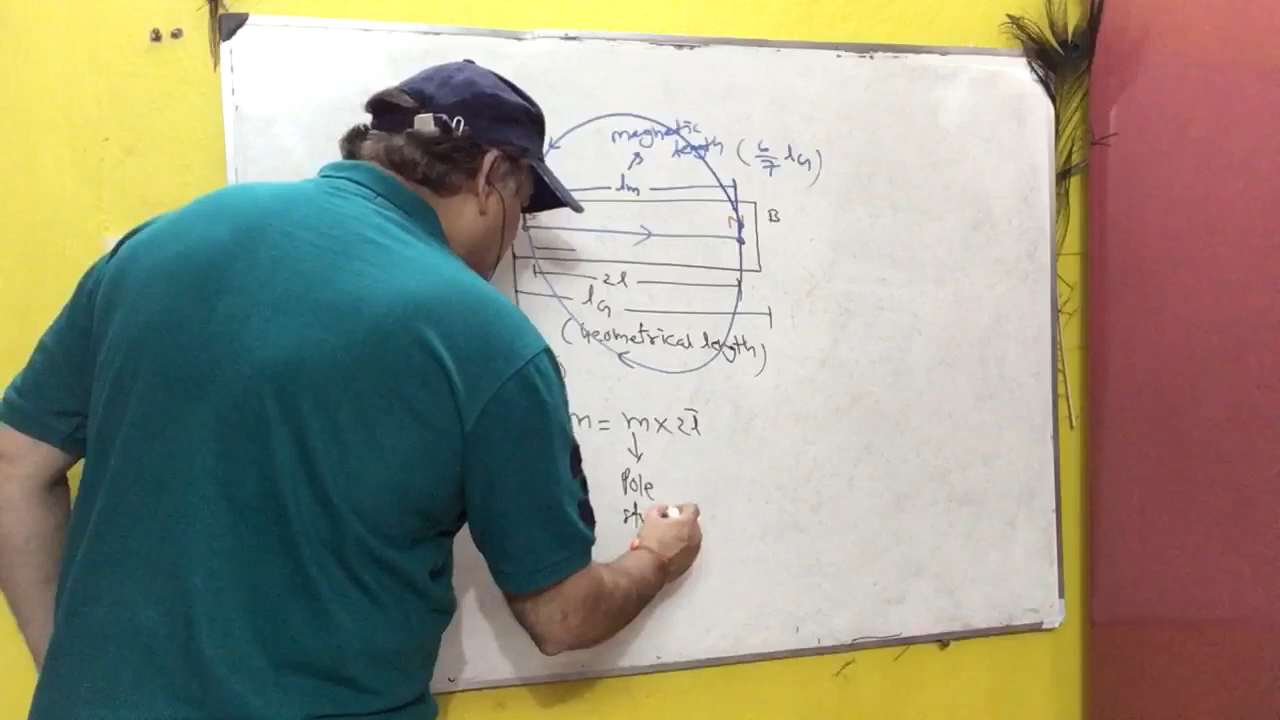 magnetic
length (6/7 lG)
lm
B
2l
lG
(Geometrical length)
= m × 2l̄
↓
Pole